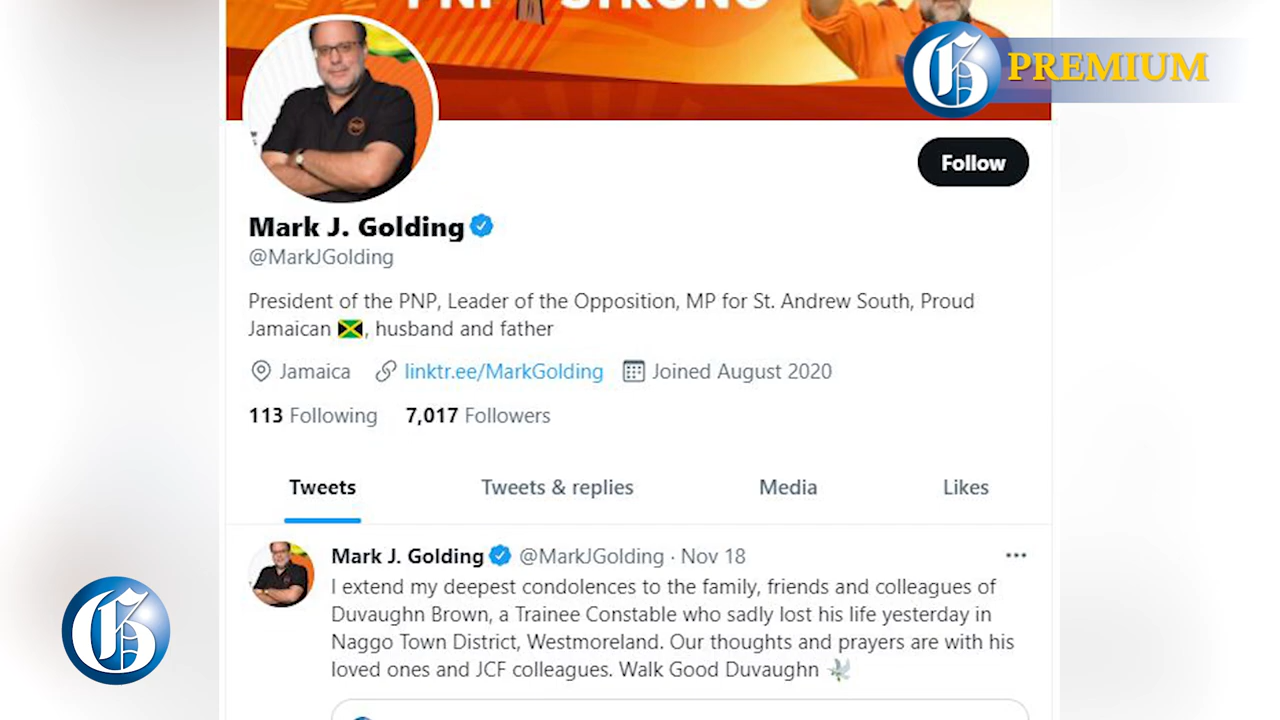 PNP STRONG
G PREMIUM
Follow
Mark J. Golding
@MarkJGolding
President of the PNP, Leader of the Opposition, MP for St. Andrew South, Proud
Jamaican 🇯🇲, husband and father
Jamaica linktr.ee/MarkGolding Joined August 2020
113 Following 7,017 Followers
Tweets Tweets & replies Media Likes
Mark J. Golding @MarkJGolding · Nov 18
I extend my deepest condolences to the family, friends and colleagues of
Duvaughn Brown, a Trainee Constable who sadly lost his life yesterday in
Naggo Town District, Westmoreland. Our thoughts and prayers are with his
loved ones and JCF colleagues. Walk Good Duvaughn 🕊️
G